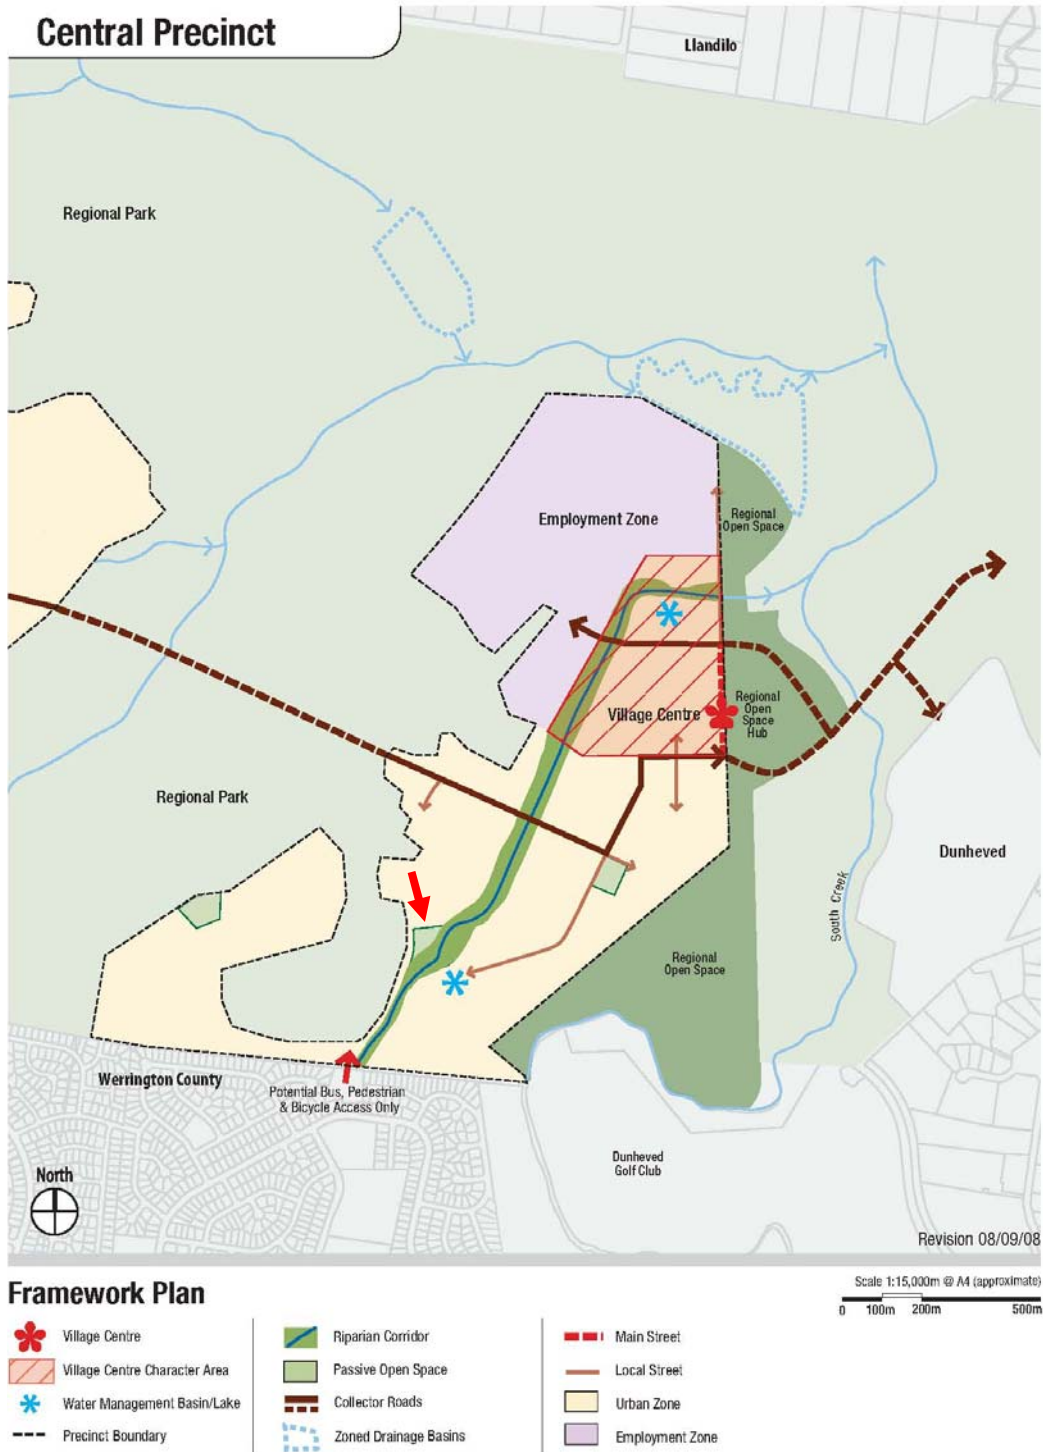 Central Precinct
Llandilo
Regional Park
Employment Zone
Regional
Open Space
Village Centre
Regional
Open
Space
Hub
Regional Park
Dunheved
South Creek
Regional
Open Space
Werrington County
Potential Bus, Pedestrian
& Bicycle Access Only
Dunheved
Golf Club
North
Revision 08/09/08
Framework Plan
Scale 1:15,000m @ A4 (approximate)
0 100m 200m 500m
Village Centre
Village Centre Character Area
Water Management Basin/Lake
Precinct Boundary
Riparian Corridor
Passive Open Space
Collector Roads
Zoned Drainage Basins
Main Street
Local Street
Urban Zone
Employment Zone